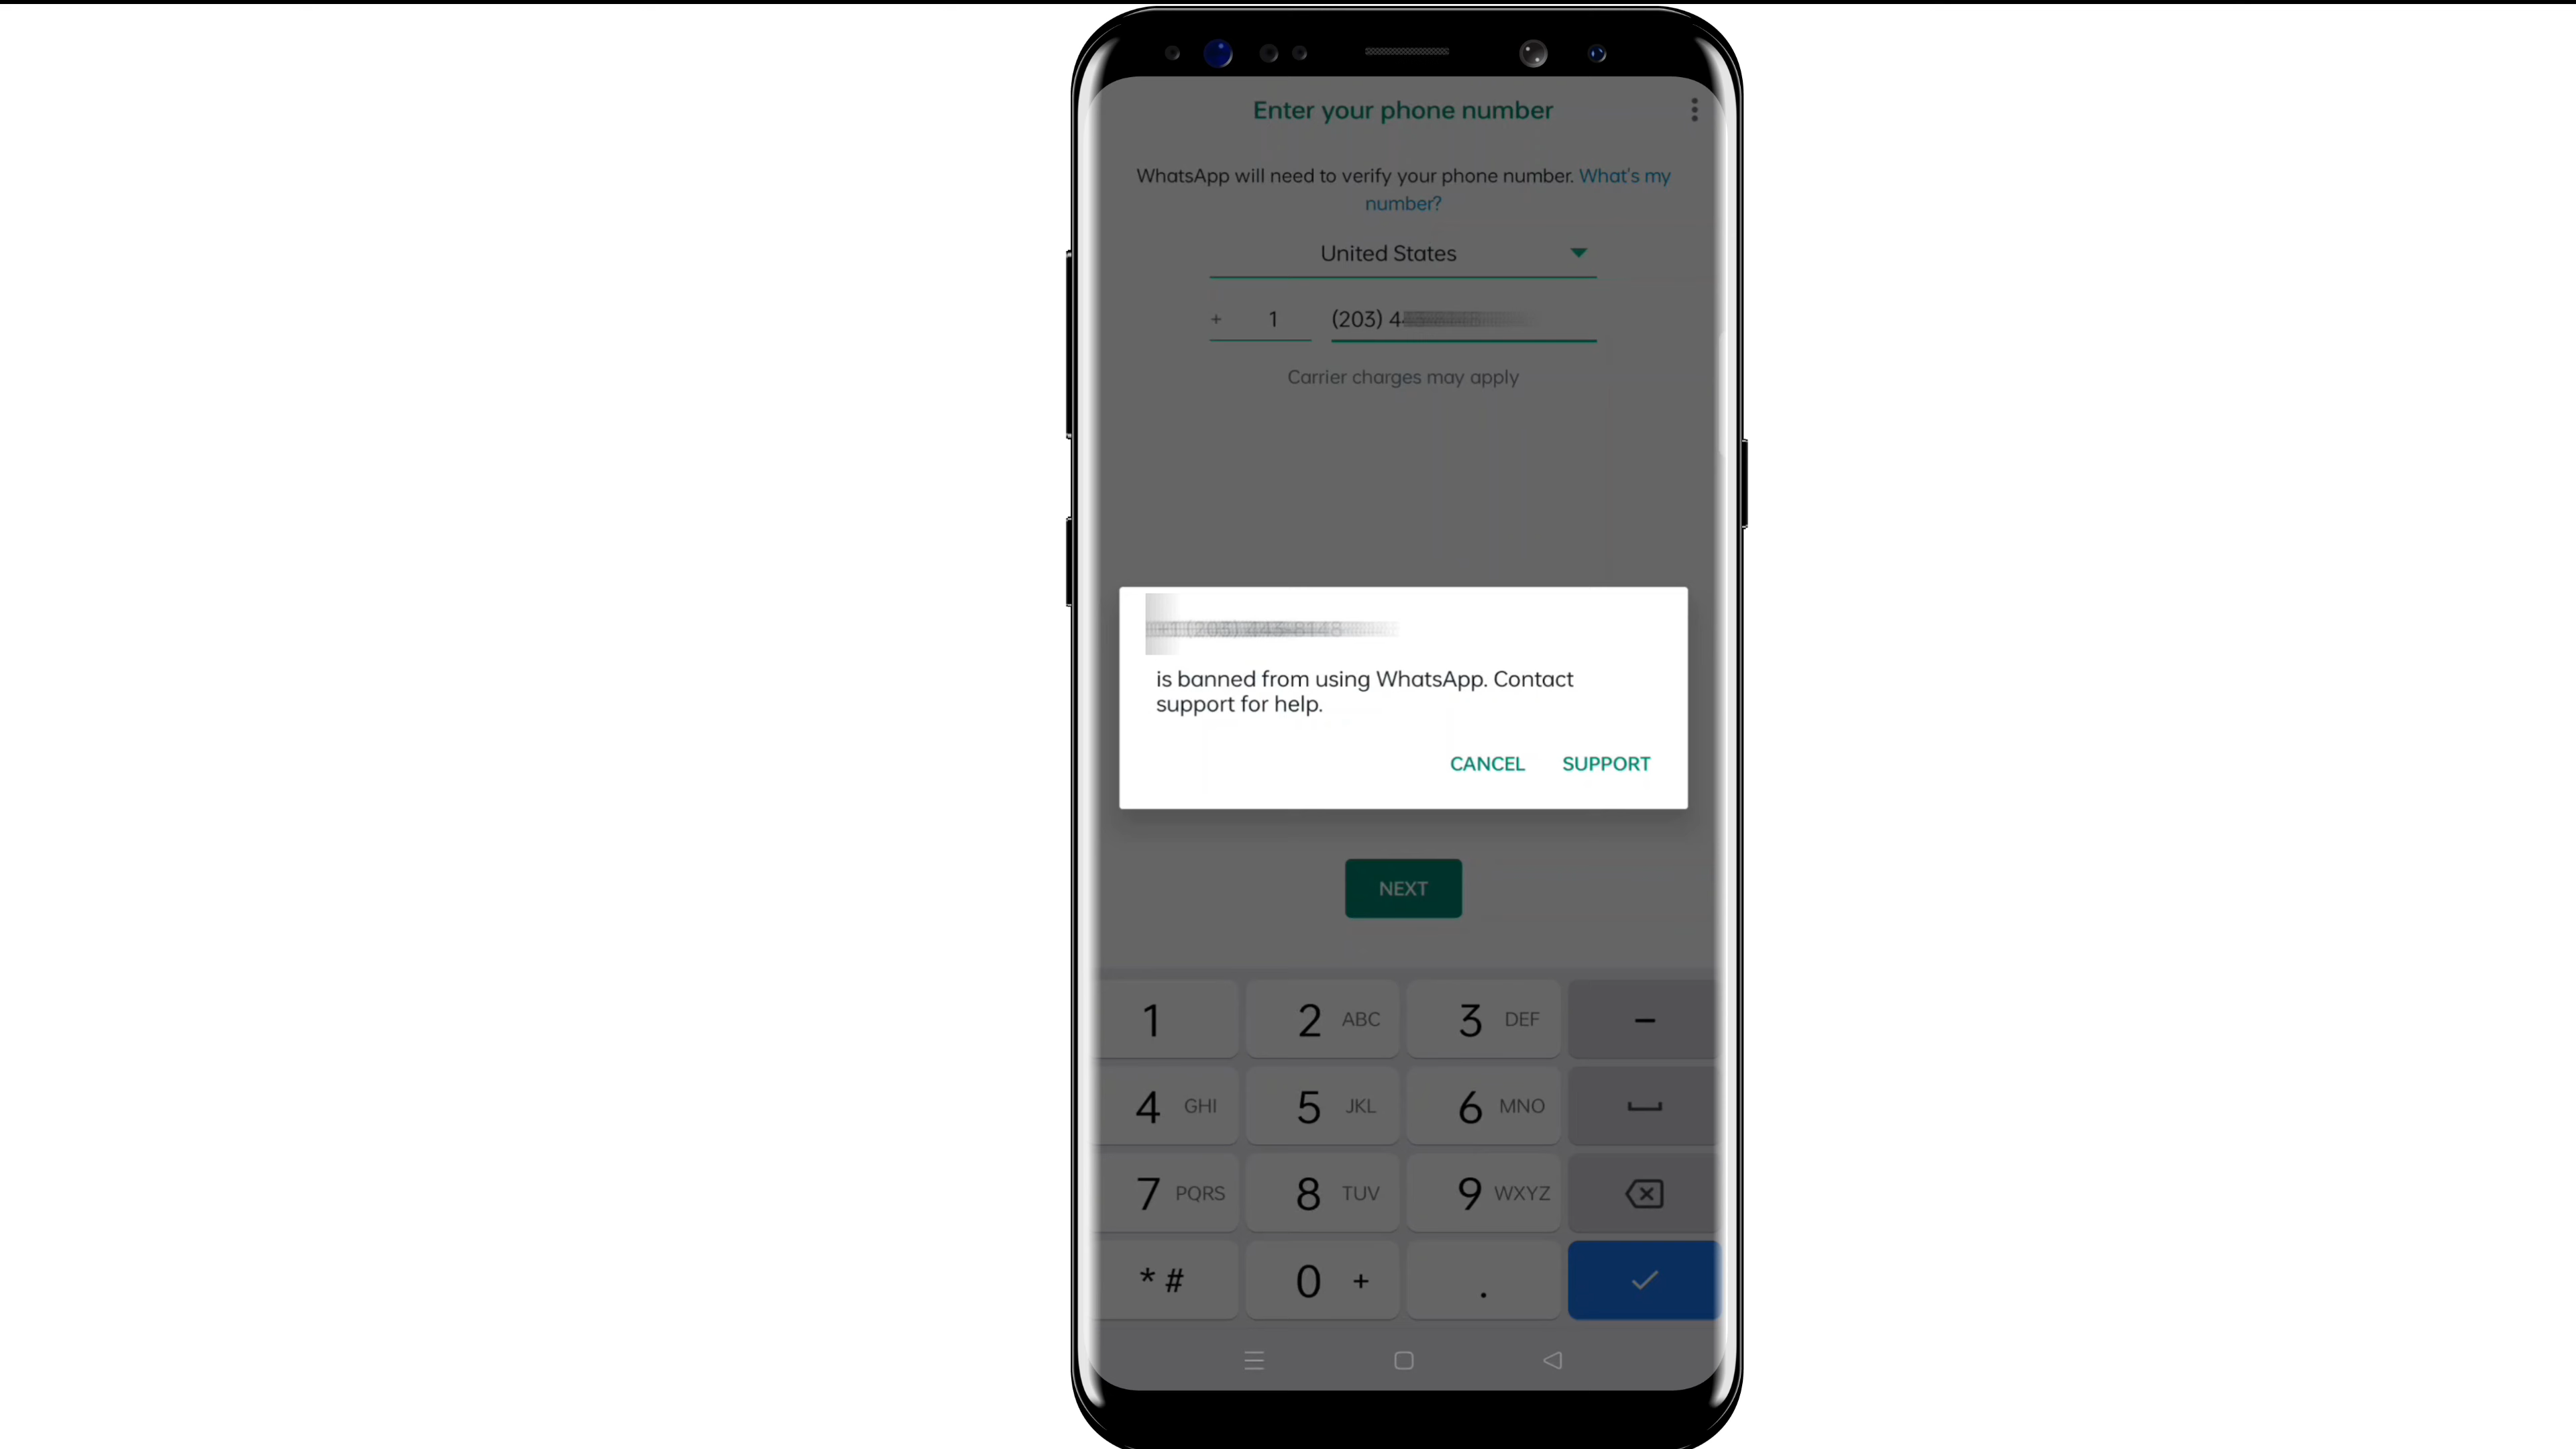 Enter your phone number
WhatsApp will need to verify your phone number. What's my
number?
United States
+ 1 (203) 4
Carrier charges may apply
is banned from using WhatsApp. Contact
support for help.
CANCEL SUPPORT
NEXT
1 2 ABC 3 DEF –
4 GHI 5 JKL 6 MNO
7 PQRS 8 TUV 9 WXYZ
* # 0 + .